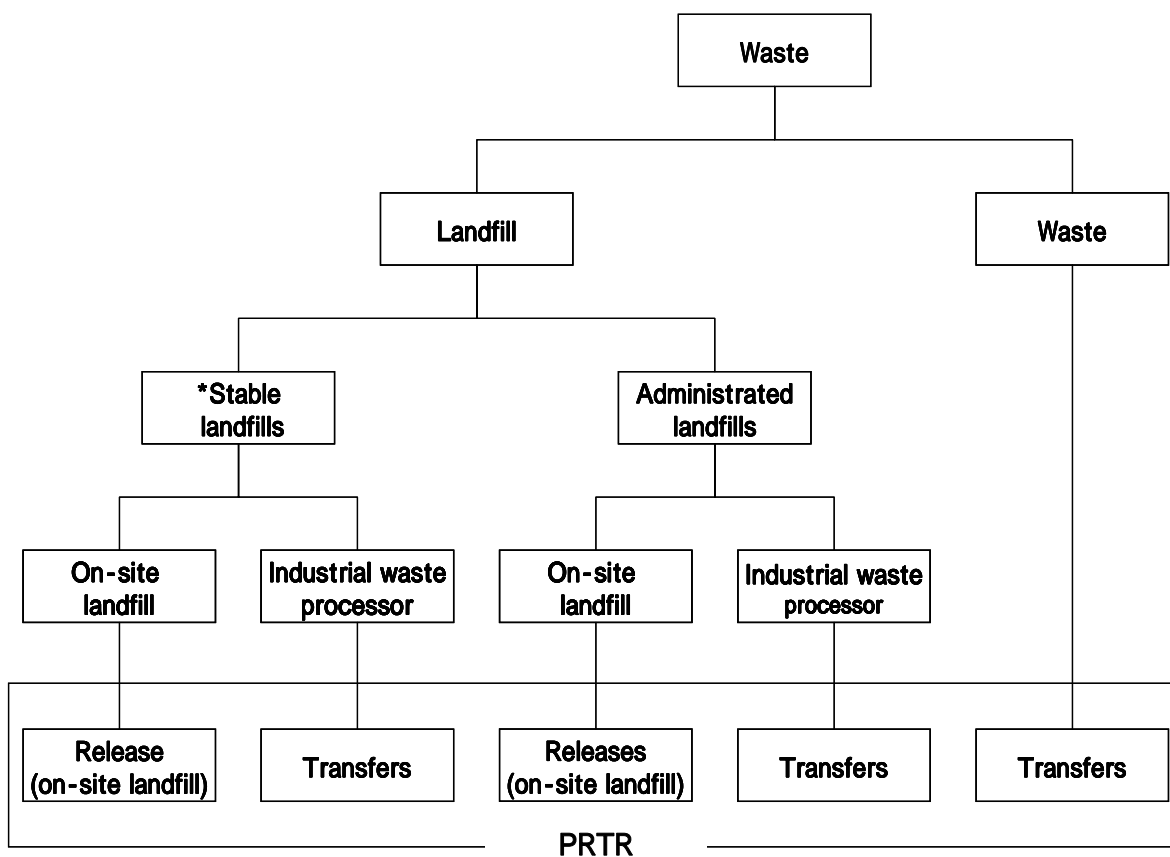 Waste
Landfill
Waste
*Stable
landfills
Administrated
landfills
On-site
landfill
Industrial waste
processor
On-site
landfill
Industrial waste
processor
Release
(on-site landfill)
Transfers
Releases
(on-site landfill)
Transfers
Transfers
PRTR